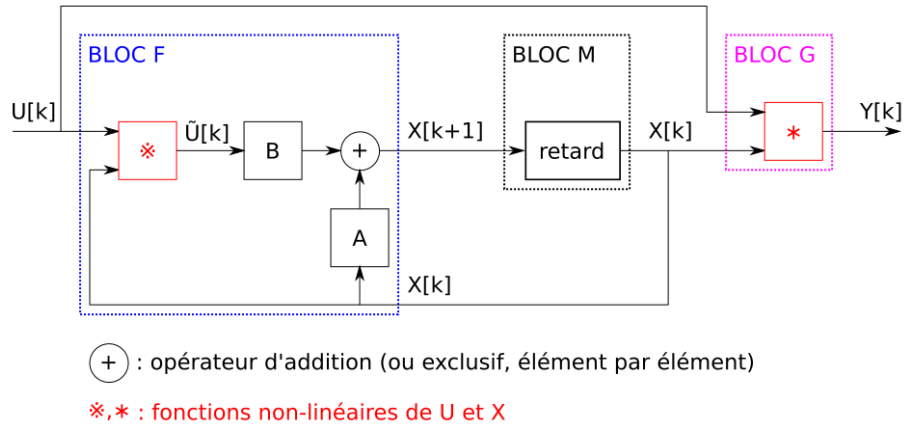 BLOC F
BLOC M
BLOC G
U[k]
Ũ[k]
X[k+1]
X[k]
Y[k]
※
B
+
retard
*
A
X[k]
+ : opérateur d'addition (ou exclusif, élément par élément)
※,* : fonctions non-linéaires de U et X